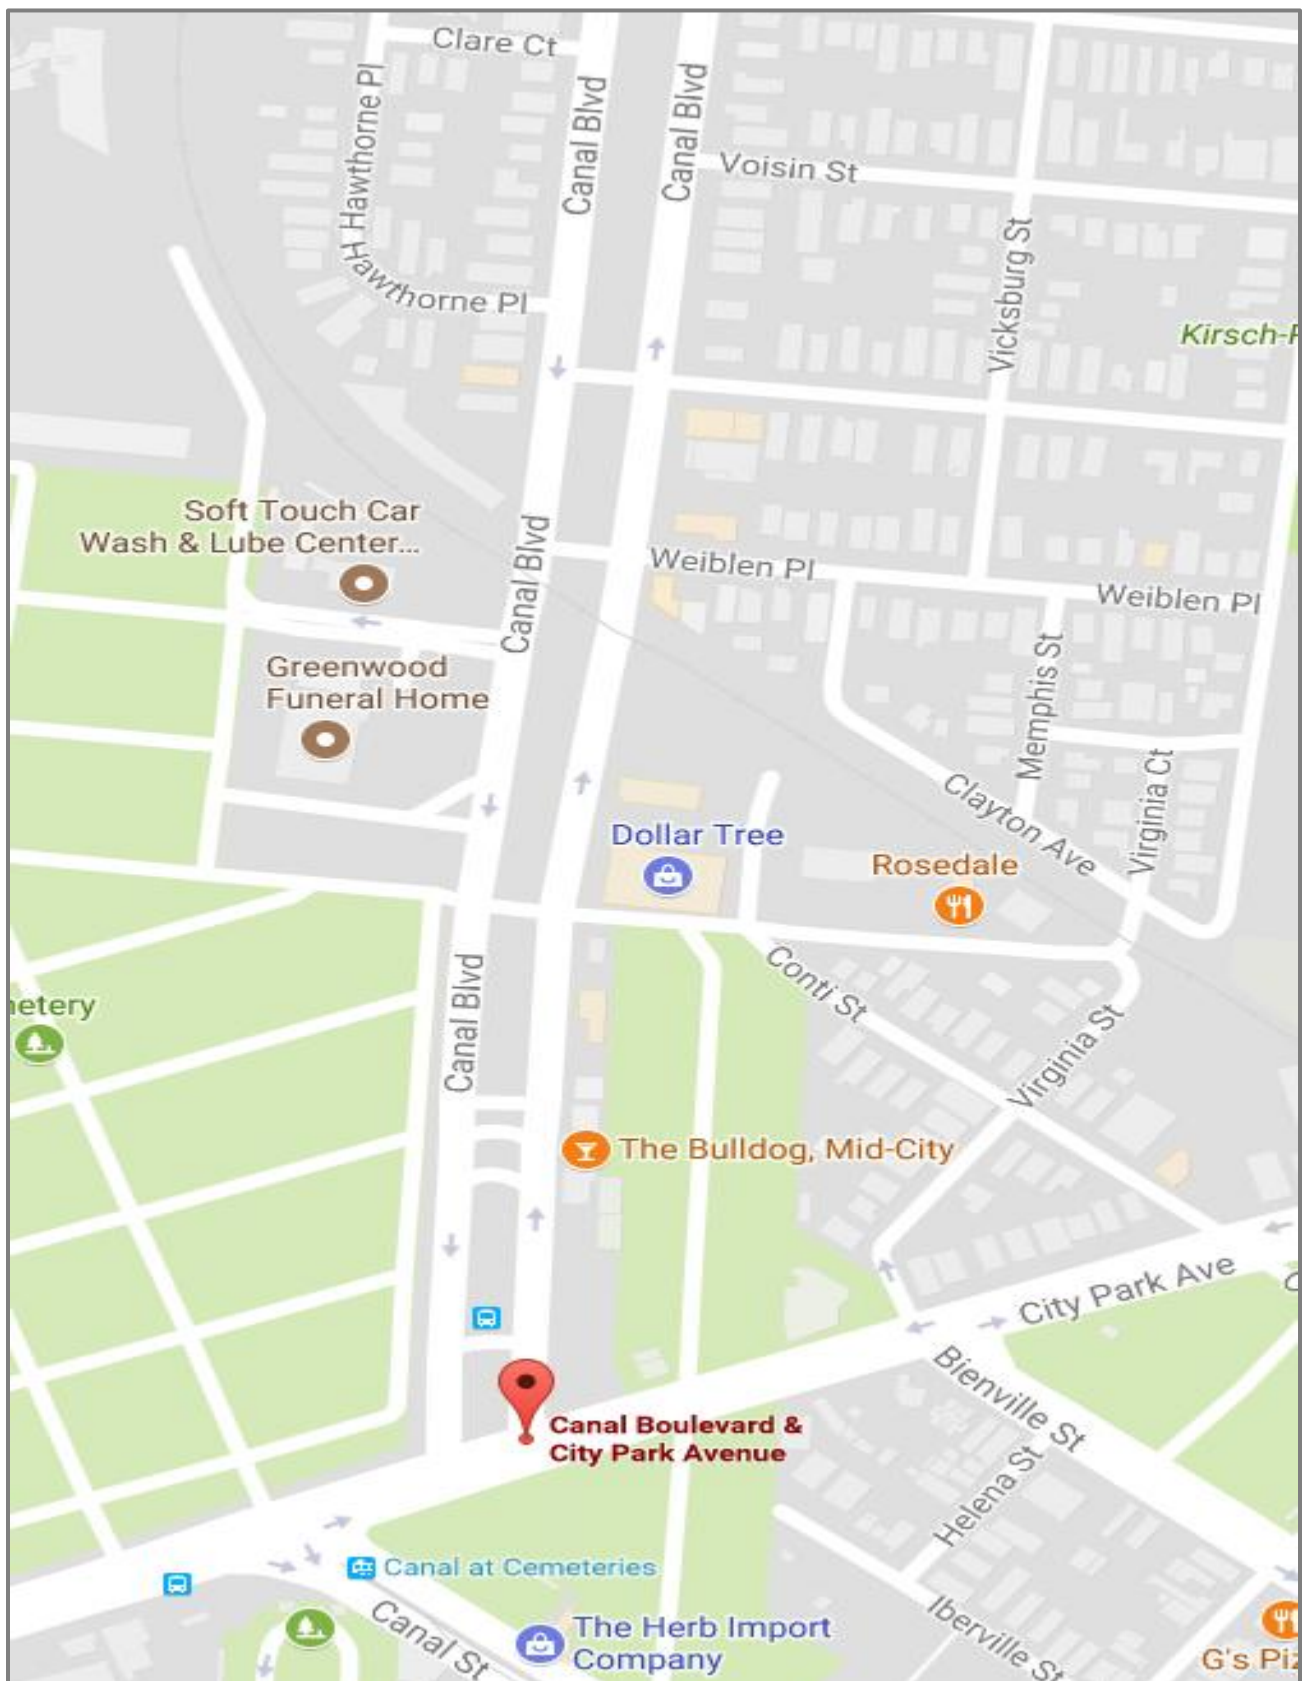 Clare Ct
Hawthorne Pl
Canal Blvd
Canal Blvd
Voisin St
H
Hawthorne Pl
Vicksburg St
Kirsch-
Soft Touch Car
Wash & Lube Center...
Canal Blvd
Weiblen Pl
Weiblen Pl
Greenwood
Funeral Home
Memphis St
Virginia Ct
Clayton Ave
Dollar Tree
Rosedale
Canal Blvd
Conti St
netery
Virginia St
The Bulldog, Mid-City
City Park Ave
Bienville St
Canal Boulevard &
City Park Avenue
Helena St
Canal at Cemeteries
Canal St
The Herb Import
Company
Iberville St
G's Piz